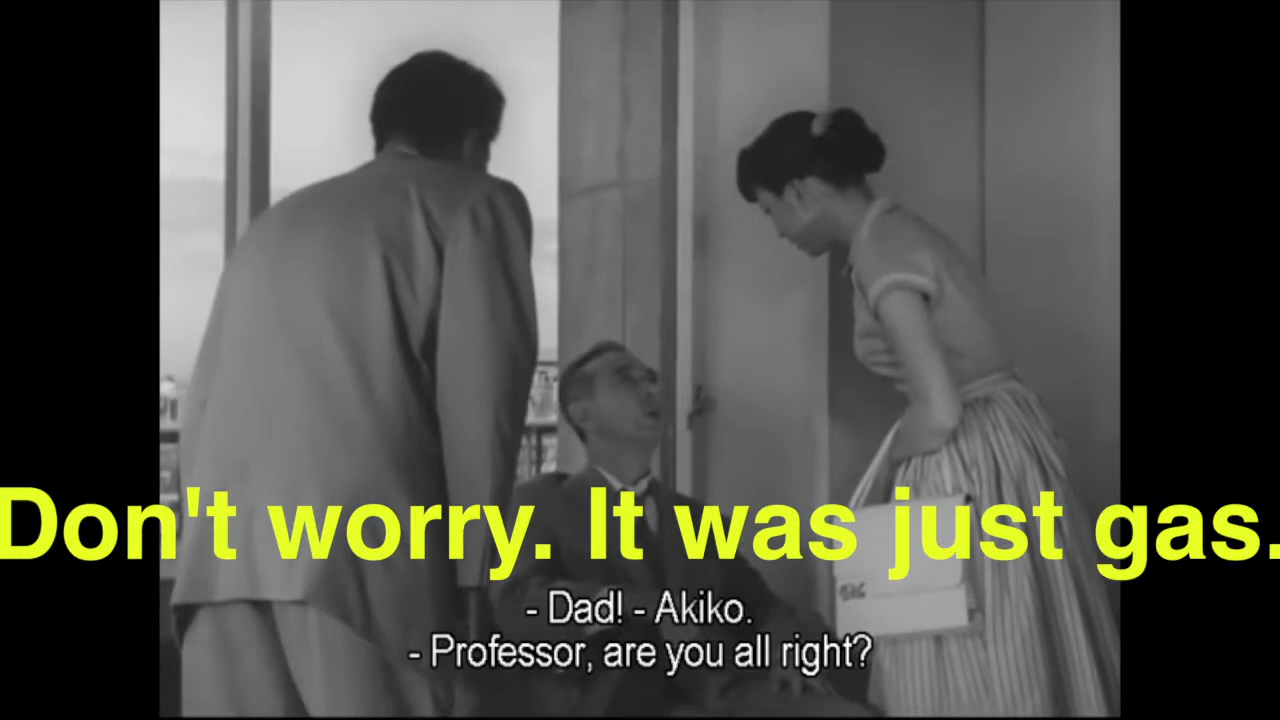 Don't worry. It was just gas.
- Dad! - Akiko.
- Professor, are you all right?